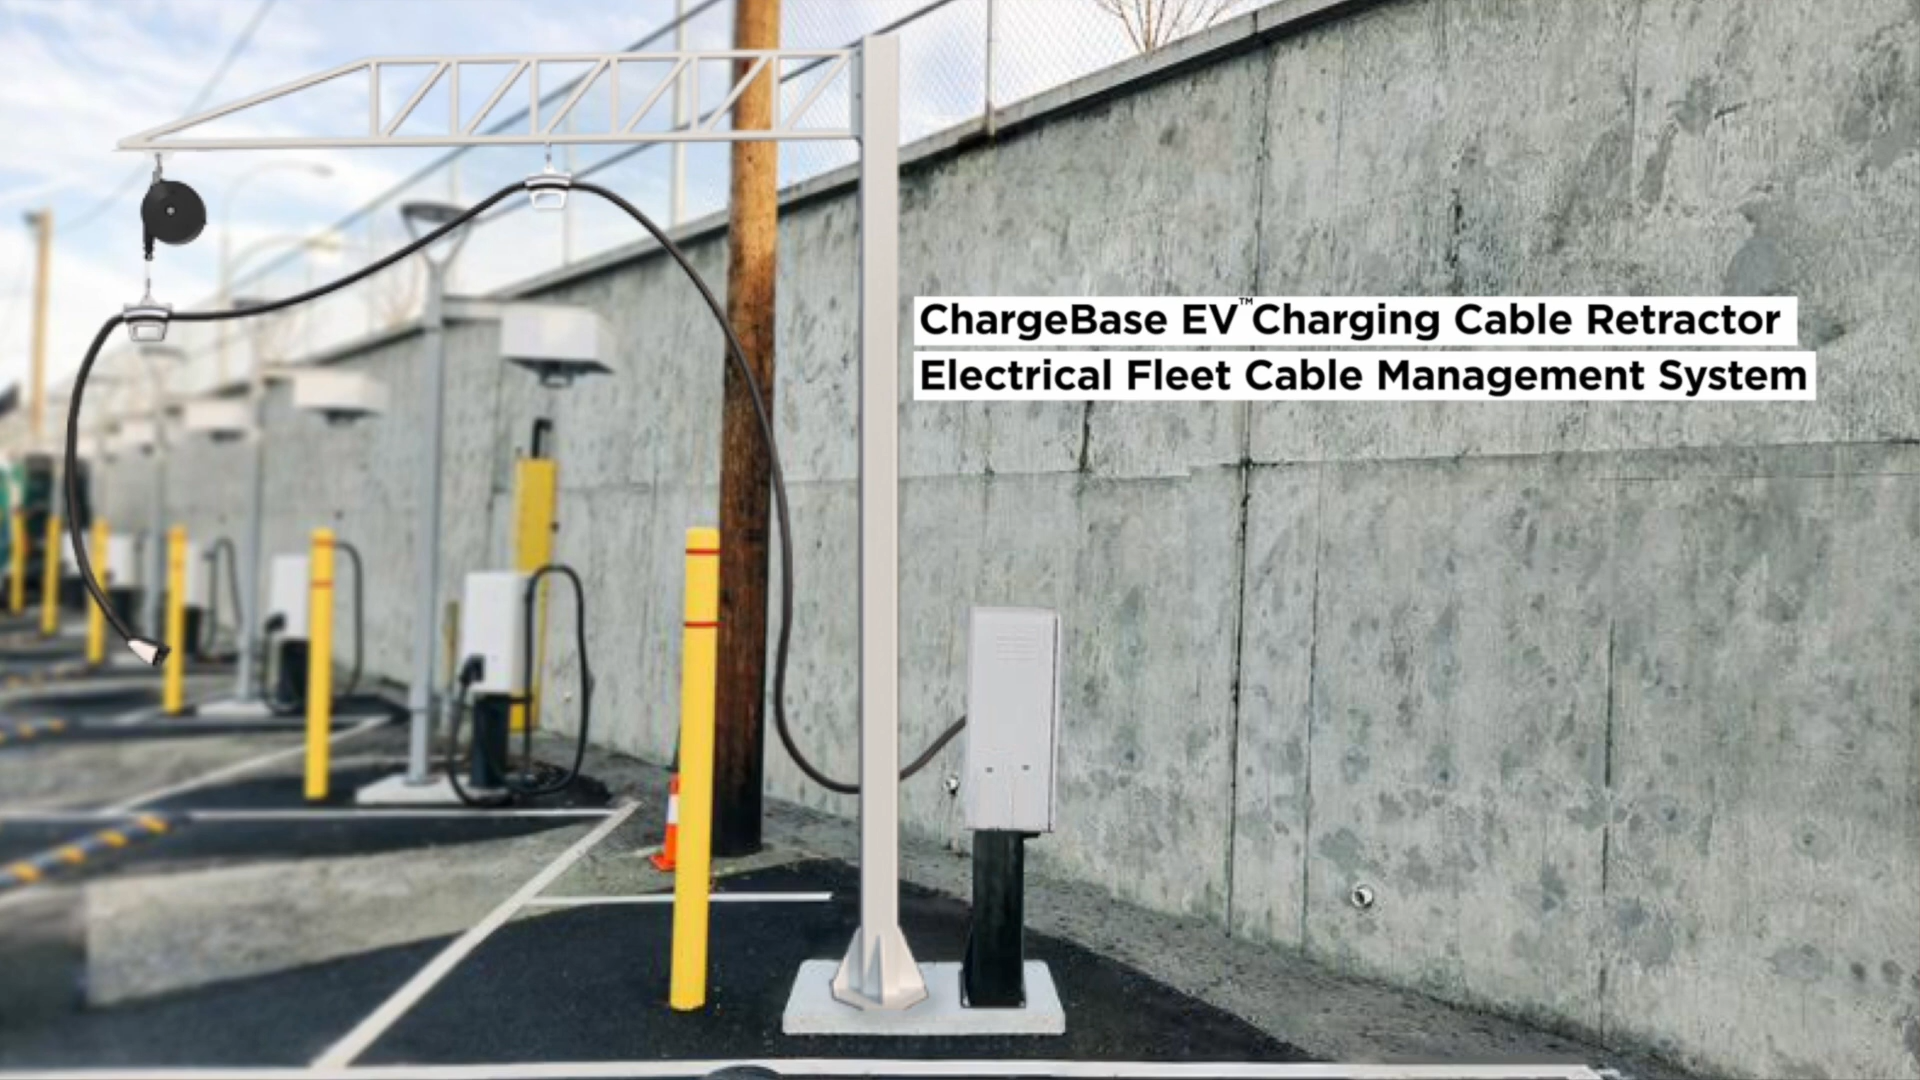 ChargeBase EV™ Charging Cable Retractor
Electrical Fleet Cable Management System